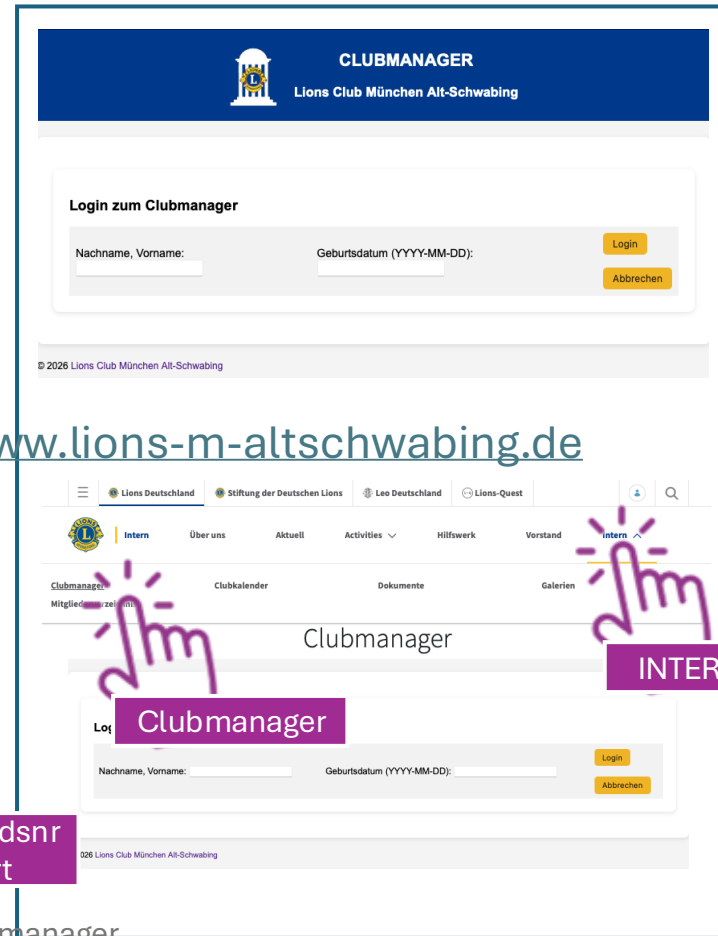 CLUBMANAGER
Lions Club München Alt-Schwabing
Login zum Clubmanager
Nachname, Vorname:
Geburtsdatum (YYYY-MM-DD):
Login
Abbrechen
© 2026 Lions Club München Alt-Schwabing
ww.lions-m-altschwabing.de
Lions Deutschland Stiftung der Deutschen Lions Leo Deutschland Lions-Quest
Intern Über uns Aktuell Activities Hilfswerk Vorstand Intern
Clubmanager Clubkalender Dokumente Galerien
Clubmanager
INTER
Clubmanager
Nachname, Vorname: Geburtsdatum (YYYY-MM-DD):
Login
Abbrechen
dsnr
t
026 Lions Club München Alt-Schwabing
manager